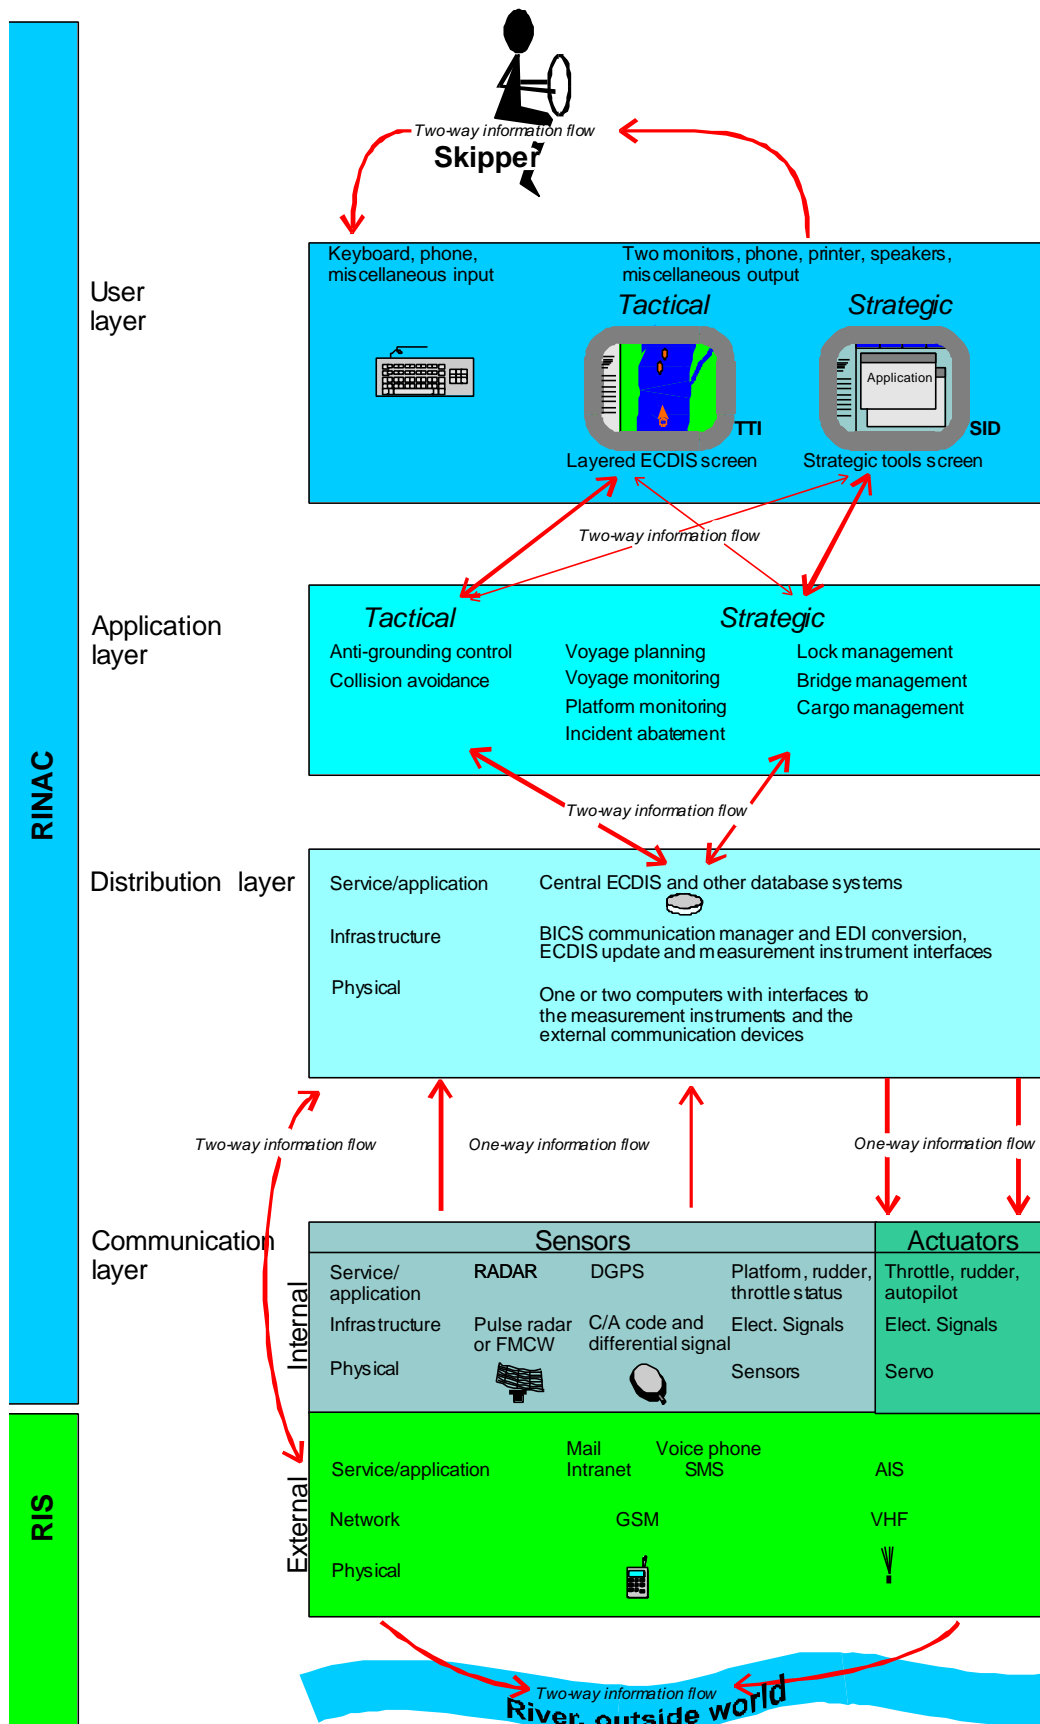 Two-way information flow
Skipper
Keyboard, phone,
miscellaneous input
Two monitors, phone, printer, speakers,
miscellaneous output
User
layer
Tactical
Strategic
Application
TTI
SID
Layered ECDIS screen
Strategic tools screen
Two-way information flow
Application
layer
Tactical
Strategic
Anti-grounding control
Voyage planning
Lock management
Collision avoidance
Voyage monitoring
Bridge management
Platform monitoring
Cargo management
Incident abatement
RINAC
Two-way information flow
Distribution layer
Service/application
Central ECDIS and other database systems
Infrastructure
BICS communication manager and EDI conversion,
ECDIS update and measurement instrument interfaces
Physical
One or two computers with interfaces to
the measurement instruments and the
external communication devices
Two-way information flow
One-way information flow
One-way information flow
Communication
layer
Sensors
Actuators
Internal
Service/
application
RADAR
DGPS
Platform, rudder,
throttle status
Throttle, rudder,
autopilot
Infrastructure
Pulse radar
or FMCW
C/A code and
differential signal
Elect. Signals
Elect. Signals
Physical
Sensors
Servo
RIS
External
Service/application
Mail
Intranet
Voice phone
SMS
AIS
Network
GSM
VHF
Physical
Two-way information flow
River, outside world